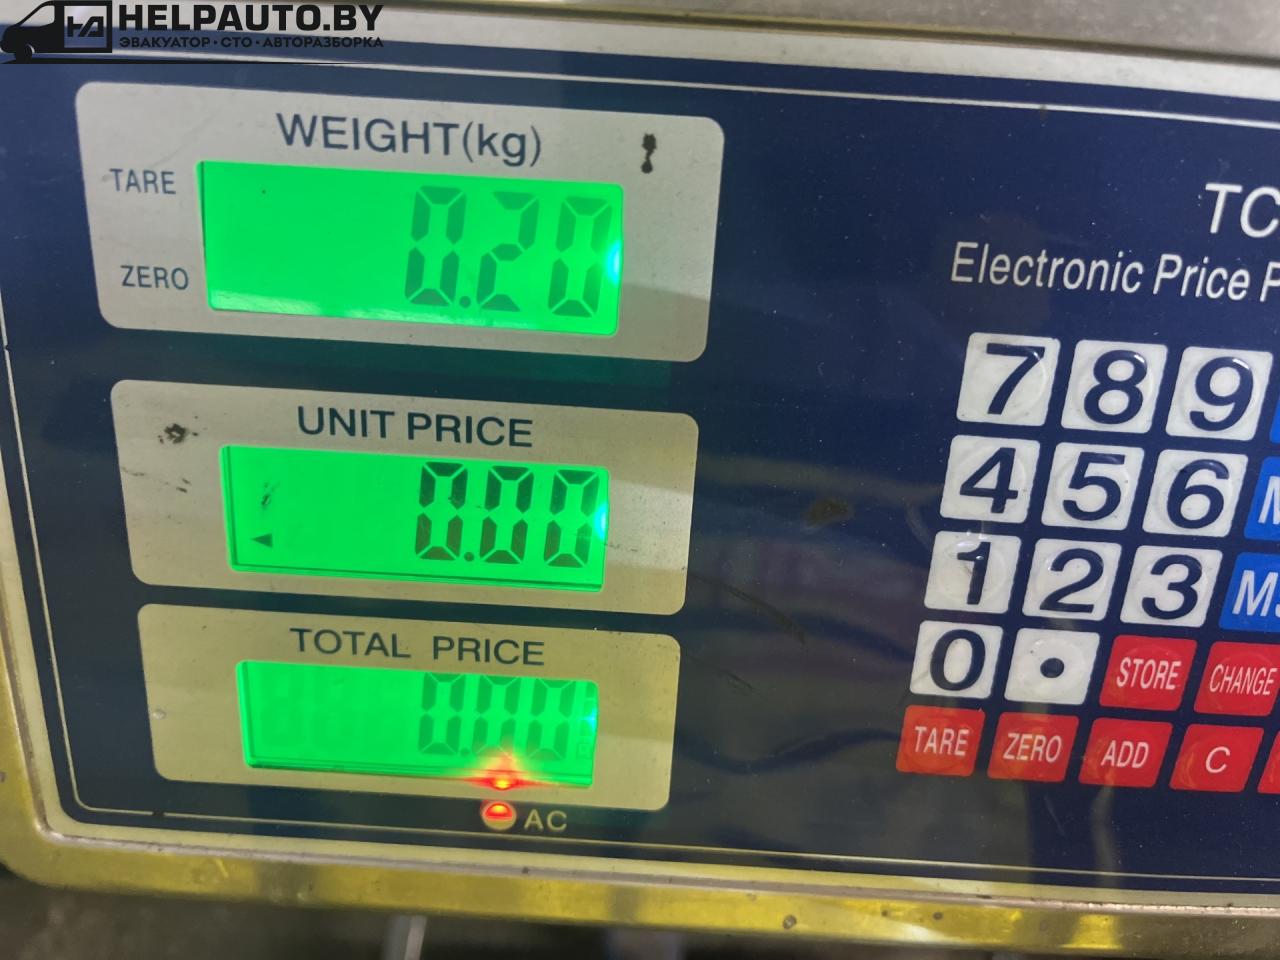 HELPAUTO.BY
ЭВАКУАТОР · СТО · АВТОРАЗБОРКА
WEIGHT(kg)
TARE
ZERO
0.20
UNIT PRICE
0.00
TOTAL PRICE
0.00
AC
TC
Electronic Price P
7 8 9
4 5 6 M
1 2 3 M
0 • STORE CHANGE
TARE ZERO ADD C